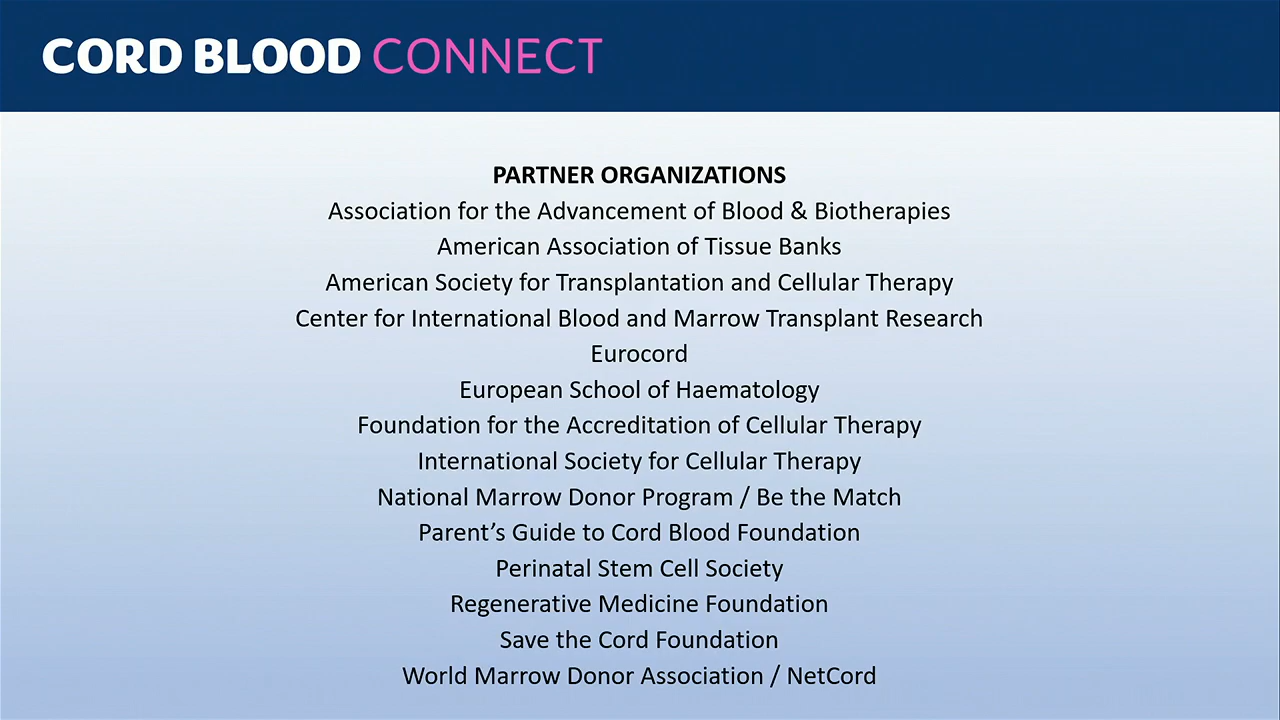 CORD BLOOD CONNECT
PARTNER ORGANIZATIONS
Association for the Advancement of Blood & Biotherapies
American Association of Tissue Banks
American Society for Transplantation and Cellular Therapy
Center for International Blood and Marrow Transplant Research
Eurocord
European School of Haematology
Foundation for the Accreditation of Cellular Therapy
International Society for Cellular Therapy
National Marrow Donor Program / Be the Match
Parent’s Guide to Cord Blood Foundation
Perinatal Stem Cell Society
Regenerative Medicine Foundation
Save the Cord Foundation
World Marrow Donor Association / NetCord